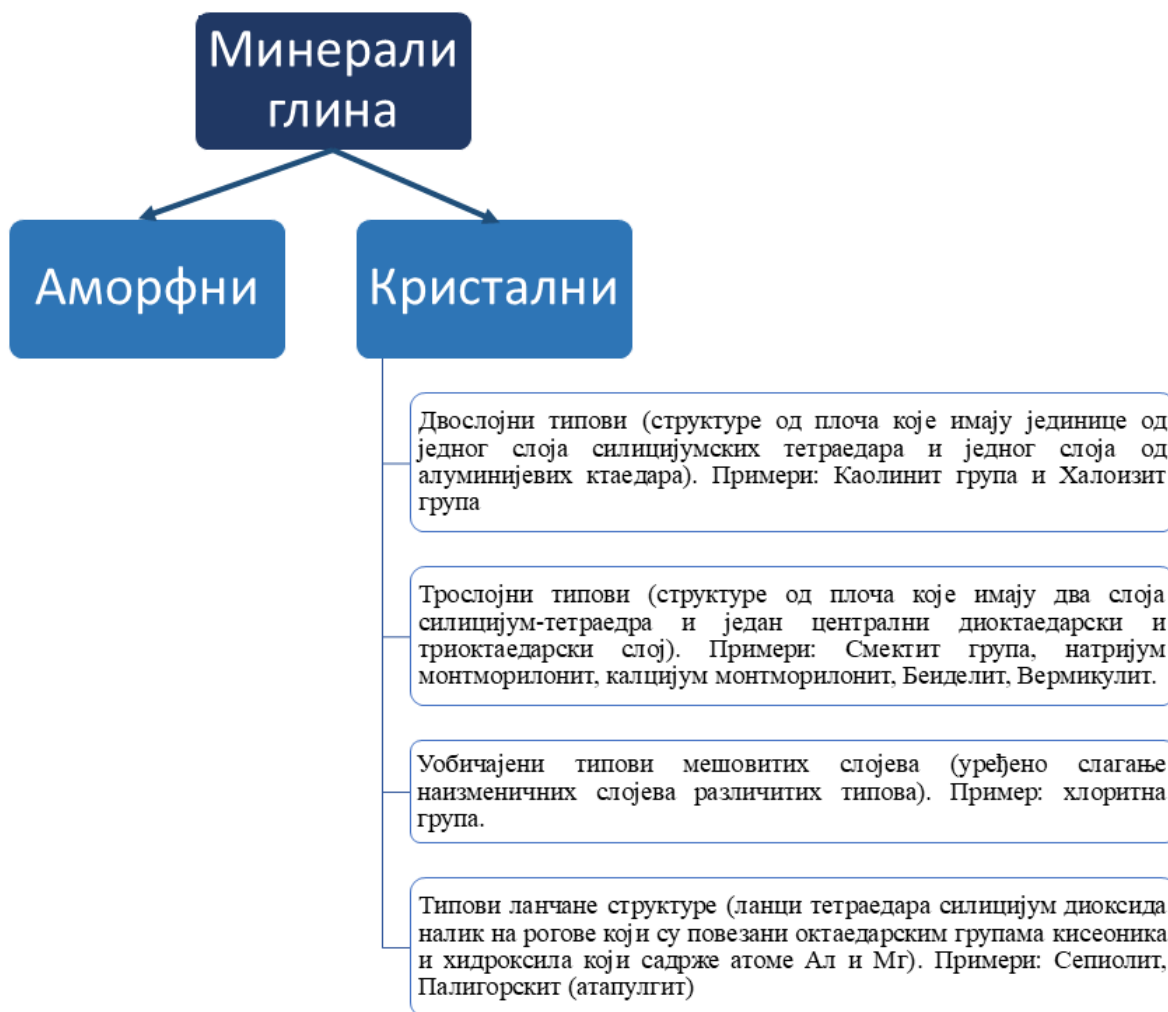 Минерали
глина
Аморфни
Кристални
Двослојни типови (структуре од плоча које имају јединице од
једног слоја силицијумских тетраедара и једног слоја од
алуминијевих ктаедара). Примери: Каолинит група и Халоизит
група
Трослојни типови (структуре од плоча које имају два слоја
силицијум-тетраедра и један централни диоктаедарски и
триоктаедарски слој). Примери: Смектит група, натријум
монтморилонит, калцијум монтморилонит, Беиделит, Вермикулит.
Уобичајени типови мешовитих слојева (уређено слагање
наизменичних слојева различитих типова). Пример: хлоритна
група.
Типови ланчане структуре (ланци тетраедара силицијум диоксида
налик на рогове који су повезани октаедарским групама кисеоника
и хидроксила који садрже атоме Ал и Мг). Примери: Сепиолит,
Палигорскит (атапулгит)